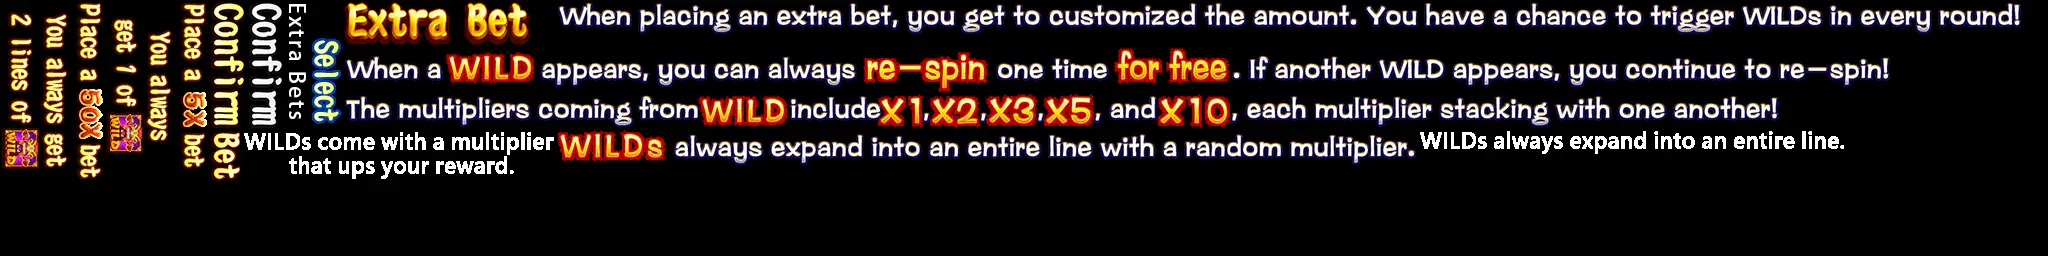 You always get
2 lines of WILD
Place a 50X bet
You always
get 1 of WILD
Place a 5X bet
Confirm Bet
Confirm
Extra Bets
Select
Extra Bet
When placing an extra bet, you get to customized the amount. You have a chance to trigger WILDs in every round!
When a WILD appears, you can always re-spin one time for free. If another WILD appears, you continue to re-spin!
The multipliers coming from WILD include X1, X2, X3, X5, and X10, each multiplier stacking with one another!
WILDs come with a multiplier
that ups your reward.
WILDs always expand into an entire line with a random multiplier.
WILDs always expand into an entire line.